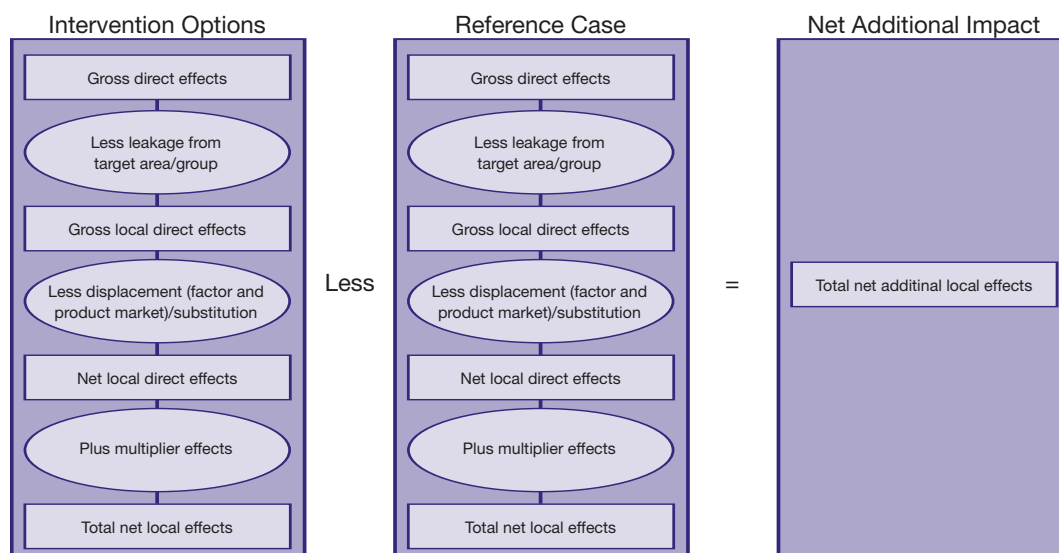 Intervention Options
Gross direct effects
Less leakage from
target area/group
Gross local direct effects
Less displacement (factor and
product market)/substitution
Net local direct effects
Plus multiplier effects
Total net local effects
Less
Reference Case
Gross direct effects
Less leakage from
target area/group
Gross local direct effects
Less displacement (factor and
product market)/substitution
Net local direct effects
Plus multiplier effects
Total net local effects
=
Net Additional Impact
Total net additinal local effects